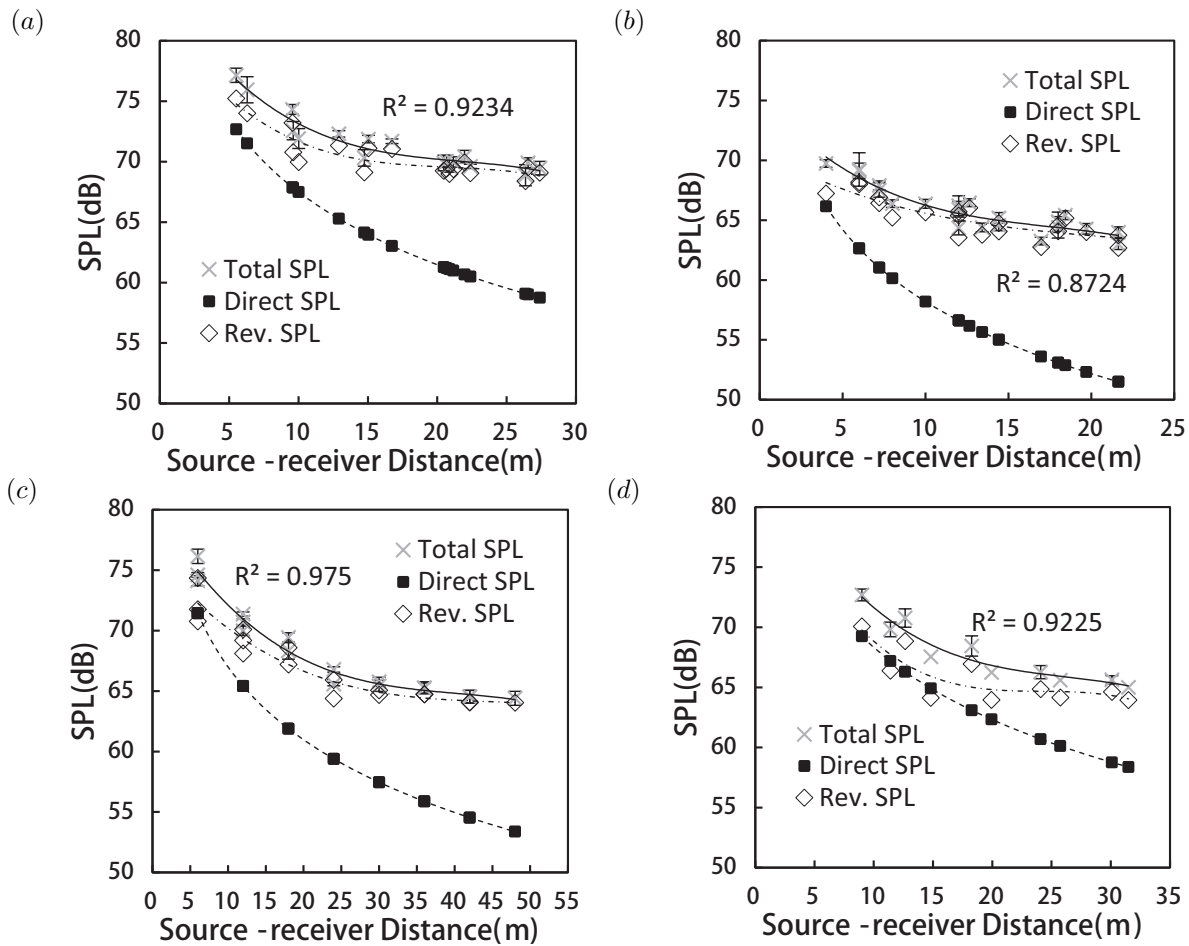 (a)
80
75
70
65
60
55
50
SPL(dB)
R² = 0.9234
Total SPL
Direct SPL
Rev. SPL
0 5 10 15 20 25 30
Source -receiver Distance(m)
(b)
80
75
70
65
60
55
50
SPL(dB)
Total SPL
Direct SPL
Rev. SPL
R² = 0.8724
0 5 10 15 20 25
Source -receiver Distance(m)
(c)
80
75
70
65
60
55
50
SPL(dB)
R² = 0.975
Total SPL
Direct SPL
Rev. SPL
0 5 10 15 20 25 30 35 40 45 50 55
Source -receiver Distance(m)
(d)
80
75
70
65
60
55
50
SPL(dB)
R² = 0.9225
Total SPL
Direct SPL
Rev. SPL
0 5 10 15 20 25 30 35
Source -receiver Distance(m)